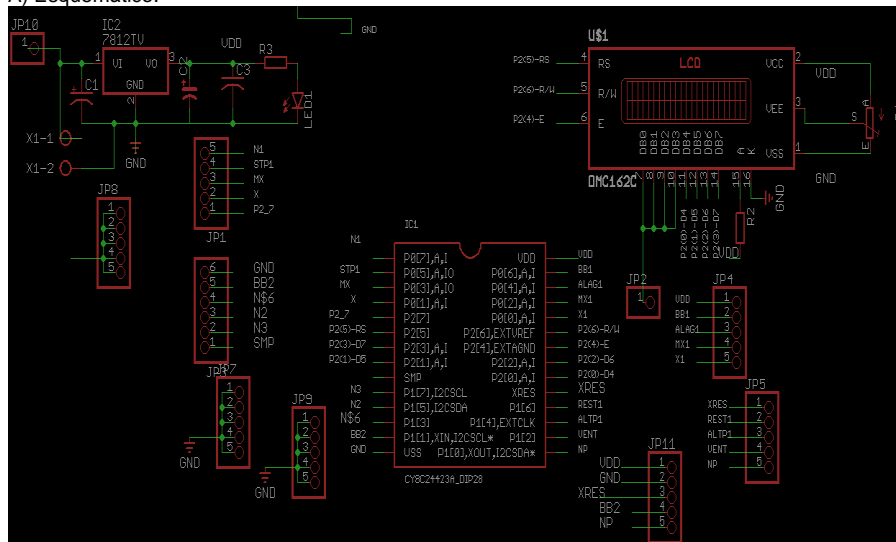 A) Esquemático:
JP10
1
IC2
7812TV
1 VI VO 3
GND
2
C1
C2
VDD
C3
R3
LED1
GND
X1-1
X1-2
GND
5 N1
4 STP1
3 MX
2 X
1 P2_7
JP1
JP8
1
2
3
4
5
6 GND
5 BB2
4 N$6
3 N2
2 N3
1 SMP
JP7
1
2
3
4
5
GND
JP9
1
2
3
4
5
GND
IC1
N1 P0[7],A,I VDD VDD
STP1 P0[5],A,IO P0[6],A,I BB1
MX P0[3],A,IO P0[4],A,I ALAG1
X P0[1],A,I P0[2],A,I MX1
P2_7 P2[7] P0[0],A,I X1
P2(5)-RS P2[5] P2[6],EXTVREF P2(6)-R/W
P2(3)-D7 P2[3],A,I P2[4],EXTAGND P2(4)-E
P2(1)-D5 P2[1],A,I P2[2],A,I P2(2)-D6
SMP P2[0],A,I P2(0)-D4
N3 P1[7],I2CSCL XRES XRES
N2 P1[5],I2CSDA P1[6] REST1
N$6 P1[3] P1[4],EXTCLK ALTP1
BB2 P1[1],XIN,I2CSCL* P1[2] VENT
GND VSS P1[0],XOUT,I2CSDA* NP
CY8C24423A_DIP28
U$1
LCD
P2(5)-RS 4 RS VCC 2 VDD
P2(6)-R/W 5 R/W VEE 3
P2(4)-E 6 E VSS 1
DB0 DB1 DB2 DB3 DB4 DB5 DB6 DB7 A K
DMC162C
7 8 9 10 11 12 13 14 15 16
P2(0)-D4
P2(1)-D5
P2(2)-D6
P2(3)-D7
R2
VDD
GND
A
S
E
GND
JP2
1
JP4
VDD 1
BB1 2
ALAG1 3
MX1 4
X1 5
JP5
XRES 1
REST1 2
ALTP1 3
VENT 4
NP 5
JP11
VDD 1
GND 2
XRES 3
BB2 4
NP 5